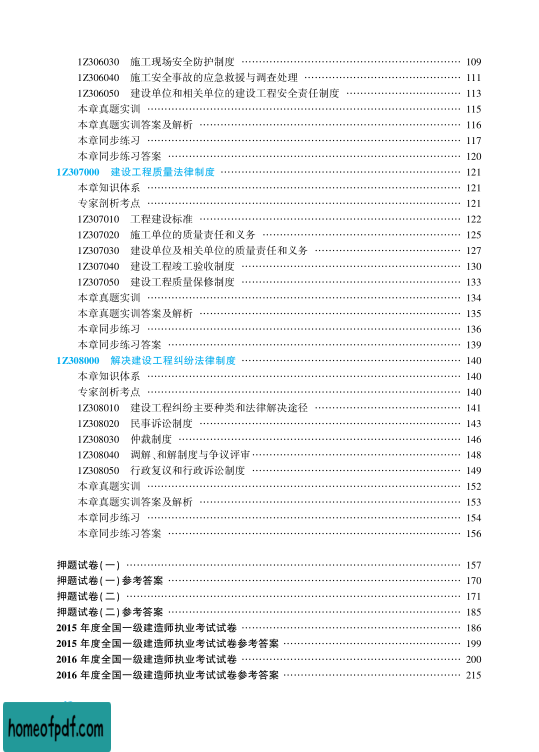 1Z306030 施工现场安全防护制度 …… 109
1Z306040 施工安全事故的应急救援与调查处理 …… 111
1Z306050 建设单位和相关单位的建设工程安全责任制度 …… 113
本章真题实训 …… 115
本章真题实训答案及解析 …… 116
本章同步练习 …… 117
本章同步练习答案 …… 120
1Z307000 建设工程质量法律制度 …… 121
本章知识体系 …… 121
专家剖析考点 …… 121
1Z307010 工程建设标准 …… 122
1Z307020 施工单位的质量责任和义务 …… 125
1Z307030 建设单位及相关单位的质量责任和义务 …… 127
1Z307040 建设工程竣工验收制度 …… 130
1Z307050 建设工程质量保修制度 …… 133
本章真题实训 …… 134
本章真题实训答案及解析 …… 135
本章同步练习 …… 136
本章同步练习答案 …… 139
1Z308000 解决建设工程纠纷法律制度 …… 140
本章知识体系 …… 140
专家剖析考点 …… 140
1Z308010 建设工程纠纷主要种类和法律解决途径 …… 141
1Z308020 民事诉讼制度 …… 143
1Z308030 仲裁制度 …… 146
1Z308040 调解、和解制度与争议评审 …… 148
1Z308050 行政复议和行政诉讼制度 …… 149
本章真题实训 …… 152
本章真题实训答案及解析 …… 153
本章同步练习 …… 154
本章同步练习答案 …… 156
押题试卷(一) …… 157
押题试卷(一)参考答案 …… 170
押题试卷(二) …… 171
押题试卷(二)参考答案 …… 185
2015 年度全国一级建造师执业考试试卷 …… 186
2015 年度全国一级建造师执业考试试卷参考答案 …… 199
2016 年度全国一级建造师执业考试试卷 …… 200
2016 年度全国一级建造师执业考试试卷参考答案 …… 215
homeofpdf.com